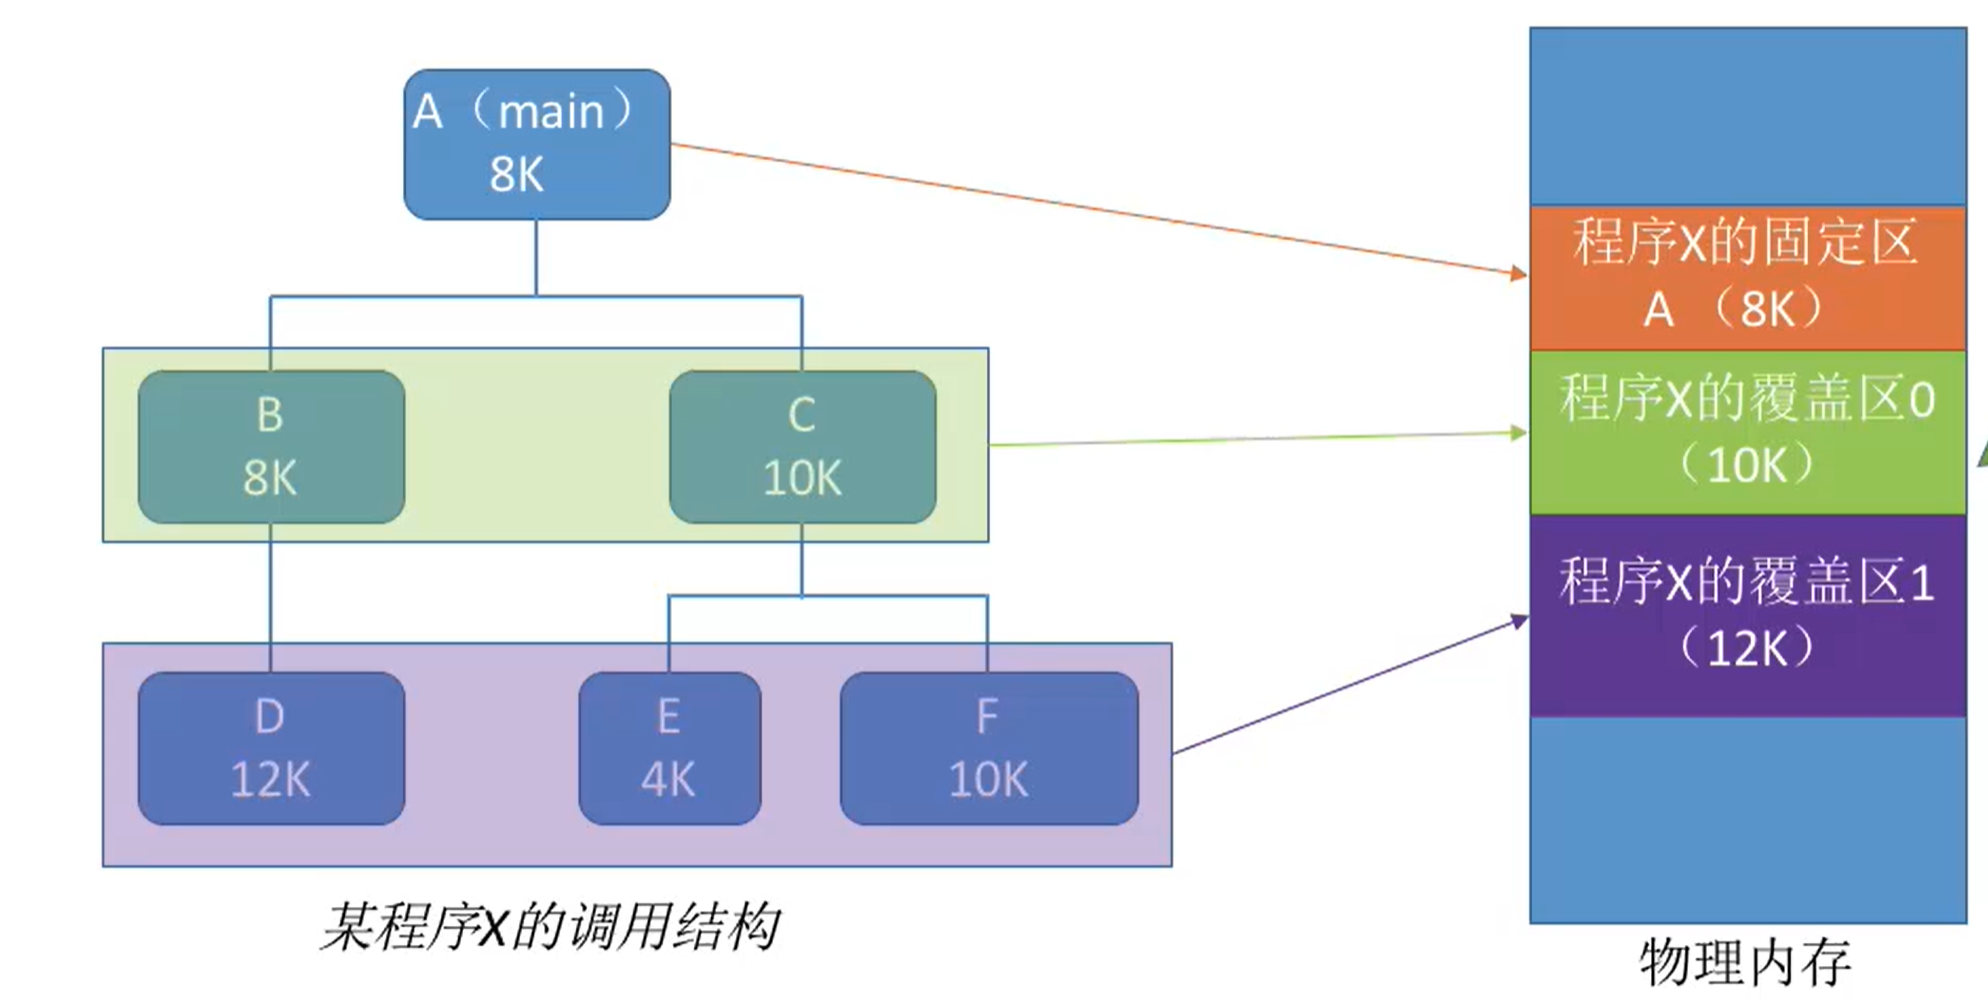 A（main）
8K
B
8K
C
10K
D
12K
E
4K
F
10K
某程序X的调用结构
程序X的固定区
A （8K）
程序X的覆盖区0
（10K）
程序X的覆盖区1
（12K）
物理内存